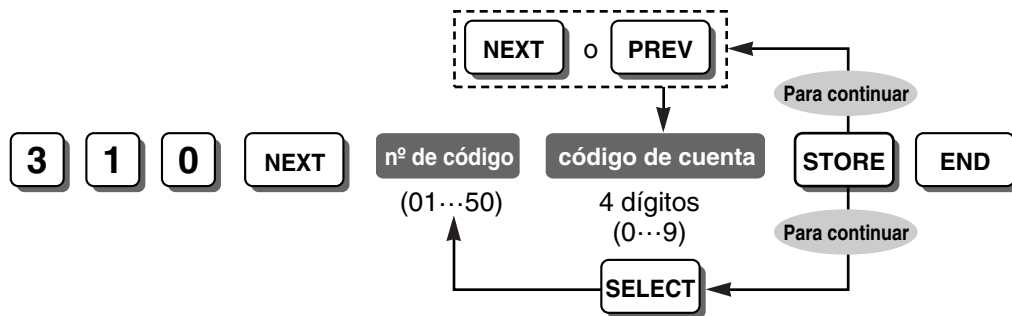 NEXT o PREV
Para continuar
3 1 0 NEXT nº de código código de cuenta STORE END
(01···50) 4 dígitos
(0···9)
Para continuar
SELECT